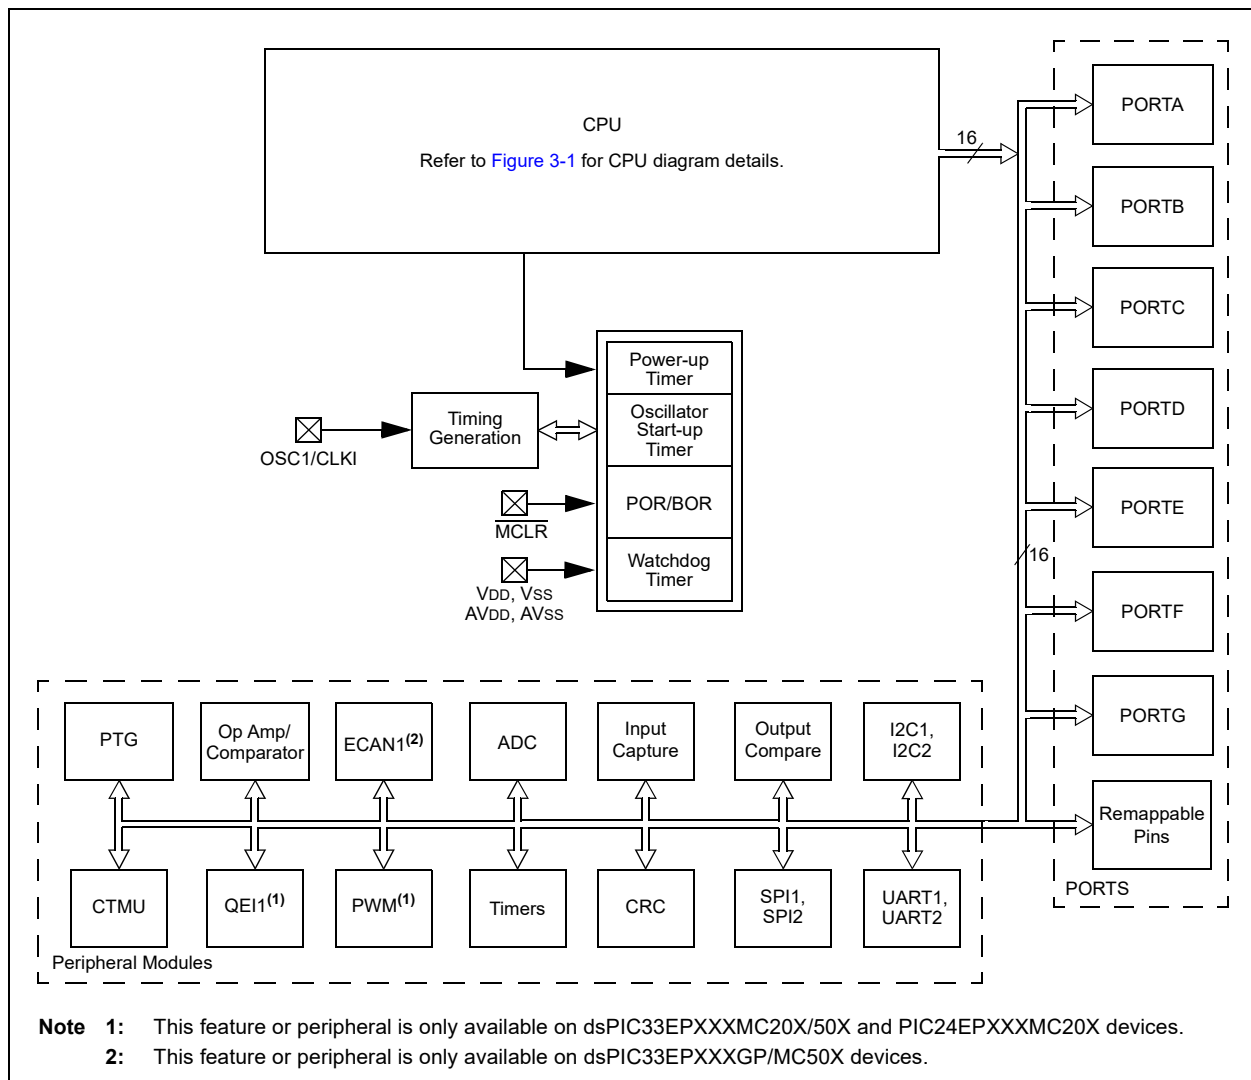 CPU
Refer to Figure 3-1 for CPU diagram details.
16
PORTA
PORTB
PORTC
PORTD
PORTE
PORTF
PORTG
Remappable
Pins
PORTS
16
Power-up
Timer
Oscillator
Start-up
Timer
POR/BOR
Watchdog
Timer
Timing
Generation
OSC1/CLKI
MCLR
VDD, VSS
AVDD, AVSS
PTG
Op Amp/
Comparator
ECAN1(2)
ADC
Input
Capture
Output
Compare
I2C1,
I2C2
CTMU
QEI1(1)
PWM(1)
Timers
CRC
SPI1,
SPI2
UART1,
UART2
Peripheral Modules
Note 1: This feature or peripheral is only available on dsPIC33EPXXXMC20X/50X and PIC24EPXXXMC20X devices.
2: This feature or peripheral is only available on dsPIC33EPXXXGP/MC50X devices.